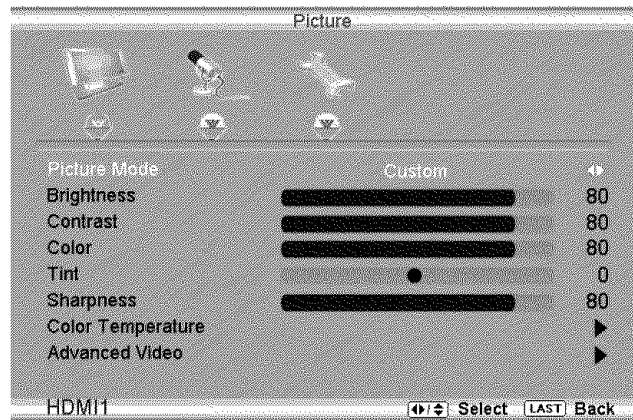 Picture
Picture Mode Custom
Brightness 80
Contrast 80
Color 80
Tint 0
Sharpness 80
Color Temperature
Advanced Video
HDMI1 Select LAST Back